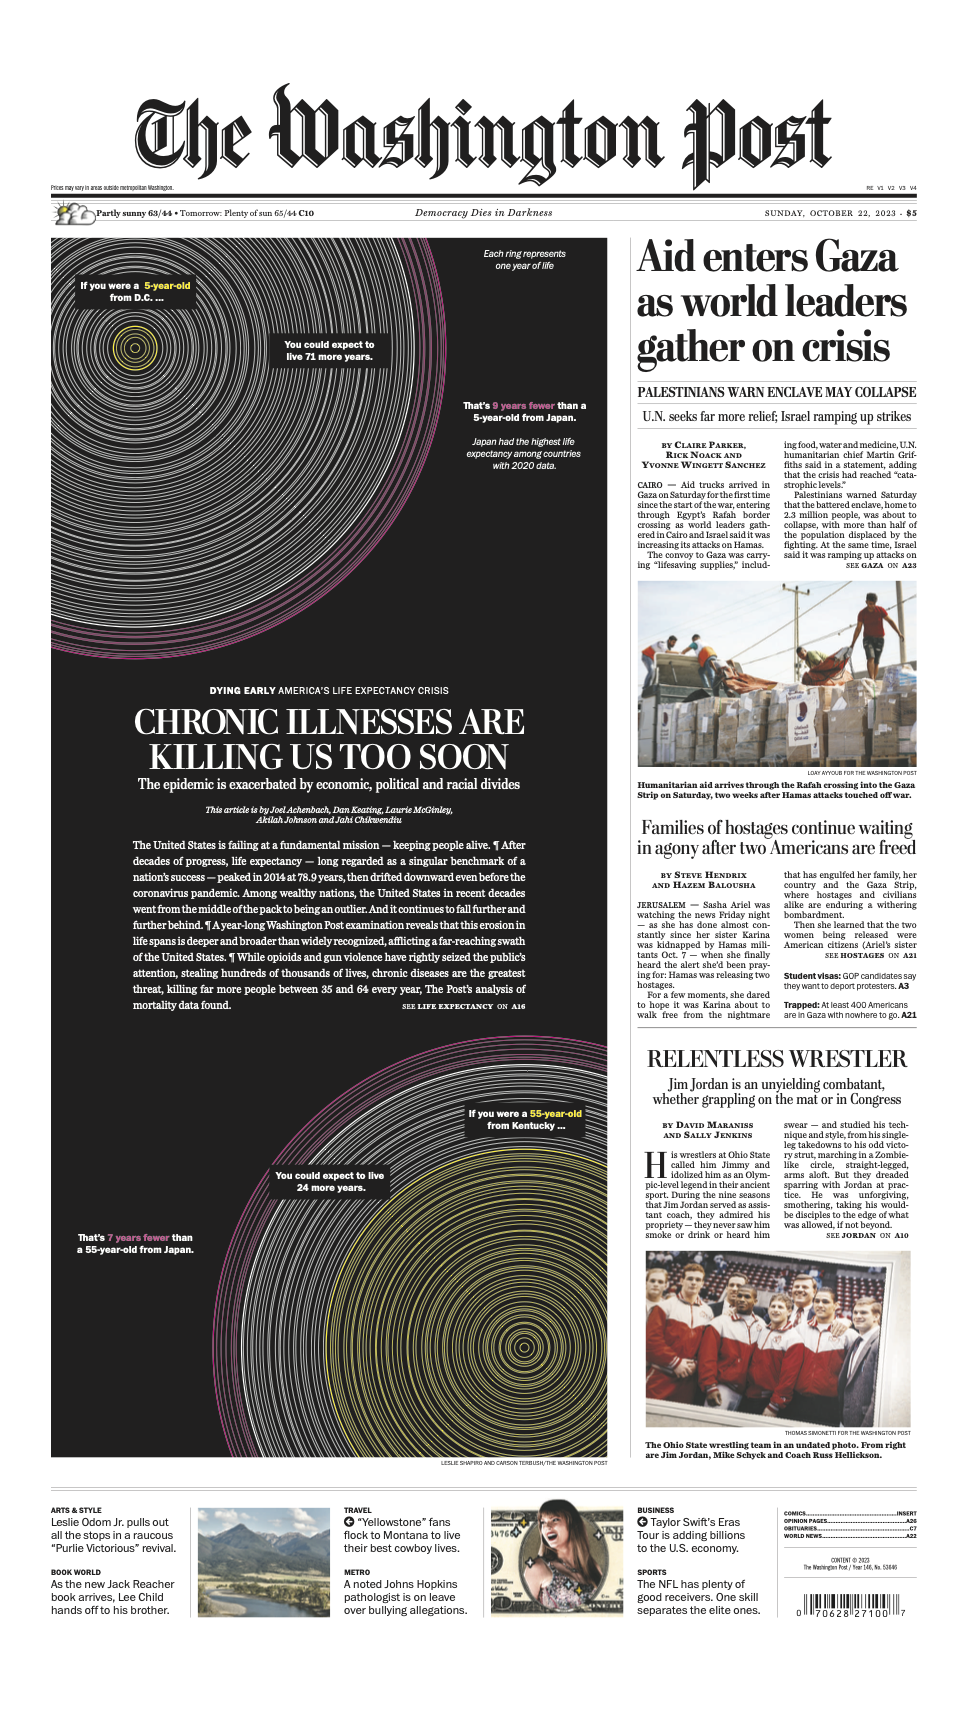 The Washington Post
Prices may vary in areas outside metropolitan Washington.
RE V1 V2 V3 V4
Partly sunny 63/44 • Tomorrow: Plenty of sun 65/44 C10
Democracy Dies in Darkness
SUNDAY, OCTOBER 22, 2023 · $5
Each ring represents
one year of life
If you were a 5-year-old
from D.C. ...
You could expect to
live 71 more years.
That's 9 years fewer than a
5-year-old from Japan.
Japan had the highest life
expectancy among countries
with 2020 data.
DYING EARLY AMERICA'S LIFE EXPECTANCY CRISIS
CHRONIC ILLNESSES ARE
KILLING US TOO SOON
The epidemic is exacerbated by economic, political and racial divides
This article is by Joel Achenbach, Dan Keating, Laurie McGinley,
Akilah Johnson and Jahi Chikwendiu
The United States is failing at a fundamental mission — keeping people alive. ¶ After
decades of progress, life expectancy — long regarded as a singular benchmark of a
nation's success — peaked in 2014 at 78.9 years, then drifted downward even before the
coronavirus pandemic. Among wealthy nations, the United States in recent decades
went from the middle of the pack to being an outlier. And it continues to fall further and
further behind. ¶ A year-long Washington Post examination reveals that this erosion in
life spans is deeper and broader than widely recognized, afflicting a far-reaching swath
of the United States. ¶ While opioids and gun violence have rightly seized the public's
attention, stealing hundreds of thousands of lives, chronic diseases are the greatest
threat, killing far more people between 35 and 64 every year, The Post's analysis of
mortality data found.
SEE LIFE EXPECTANCY ON A16
If you were a 55-year-old
from Kentucky ...
You could expect to live
24 more years.
That's 7 years fewer than
a 55-year-old from Japan.
LESLIE SHAPIRO AND CARSON TERBUSH/THE WASHINGTON POST
Aid enters Gaza
as world leaders
gather on crisis
PALESTINIANS WARN ENCLAVE MAY COLLAPSE
U.N. seeks far more relief; Israel ramping up strikes
BY CLAIRE PARKER,
RICK NOACK AND
YVONNE WINGETT SANCHEZ
CAIRO — Aid trucks arrived in
Gaza on Saturday for the first time
since the start of the war, entering
through Egypt's Rafah border
crossing as world leaders gath-
ered in Cairo and Israel said it was
increasing its attacks on Hamas.
The convoy to Gaza was carry-
ing "lifesaving supplies," includ-
ing food, water and medicine, U.N.
humanitarian chief Martin Grif-
fiths said in a statement, adding
that the crisis had reached "cata-
strophic levels."
Palestinians warned Saturday
that the battered enclave, home to
2.3 million people, was about to
collapse, with more than half of
the population displaced by the
fighting. At the same time, Israel
said it was ramping up attacks on
SEE GAZA ON A23
LOAY AYYOUB FOR THE WASHINGTON POST
Humanitarian aid arrives through the Rafah crossing into the Gaza
Strip on Saturday, two weeks after Hamas attacks touched off war.
Families of hostages continue waiting
in agony after two Americans are freed
BY STEVE HENDRIX
AND HAZEM BALOUSHA
JERUSALEM — Sasha Ariel was
watching the news Friday night
— as she has done almost con-
stantly since her sister Karina
was kidnapped by Hamas mili-
tants Oct. 7 — when she finally
heard the alert she'd been pray-
ing for: Hamas was releasing two
hostages.
For a few moments, she dared
to hope it was Karina about to
walk free from the nightmare
that has engulfed her family, her
country and the Gaza Strip,
where hostages and civilians
alike are enduring a withering
bombardment.
Then she learned that the two
women being released were
American citizens (Ariel's sister
SEE HOSTAGES ON A21
Student visas: GOP candidates say
they want to deport protesters. A3
Trapped: At least 400 Americans
are in Gaza with nowhere to go. A21
RELENTLESS WRESTLER
Jim Jordan is an unyielding combatant,
whether grappling on the mat or in Congress
BY DAVID MARANISS
AND SALLY JENKINS
His wrestlers at Ohio State
called him Jimmy and
idolized him as an Olym-
pic-level legend in their ancient
sport. During the nine seasons
that Jim Jordan served as assis-
tant coach, they admired his
propriety — they never saw him
smoke or drink or heard him
swear — and studied his tech-
nique and style, from his single-
leg takedowns to his odd victo-
ry strut, marching in a Zombie-
like circle, straight-legged,
arms aloft. But they dreaded
sparring with Jordan at prac-
tice. He was unforgiving,
smothering, taking his would-
be disciples to the edge of what
was allowed, if not beyond.
SEE JORDAN ON A10
THOMAS SIMONETTI FOR THE WASHINGTON POST
The Ohio State wrestling team in an undated photo. From right
are Jim Jordan, Mike Schyck and Coach Russ Hellickson.
ARTS & STYLE
Leslie Odom Jr. pulls out
all the stops in a raucous
"Purlie Victorious" revival.
BOOK WORLD
As the new Jack Reacher
book arrives, Lee Child
hands off to his brother.
TRAVEL
"Yellowstone" fans
flock to Montana to live
their best cowboy lives.
METRO
A noted Johns Hopkins
pathologist is on leave
over bullying allegations.
BUSINESS
Taylor Swift's Eras
Tour is adding billions
to the U.S. economy.
SPORTS
The NFL has plenty of
good receivers. One skill
separates the elite ones.
COMICS....INSERT
OPINION PAGES....A26
OBITUARIES....C7
WORLD NEWS....A22
CONTENT © 2023
The Washington Post / Year 146, No. 53646
0 70628 27100 7